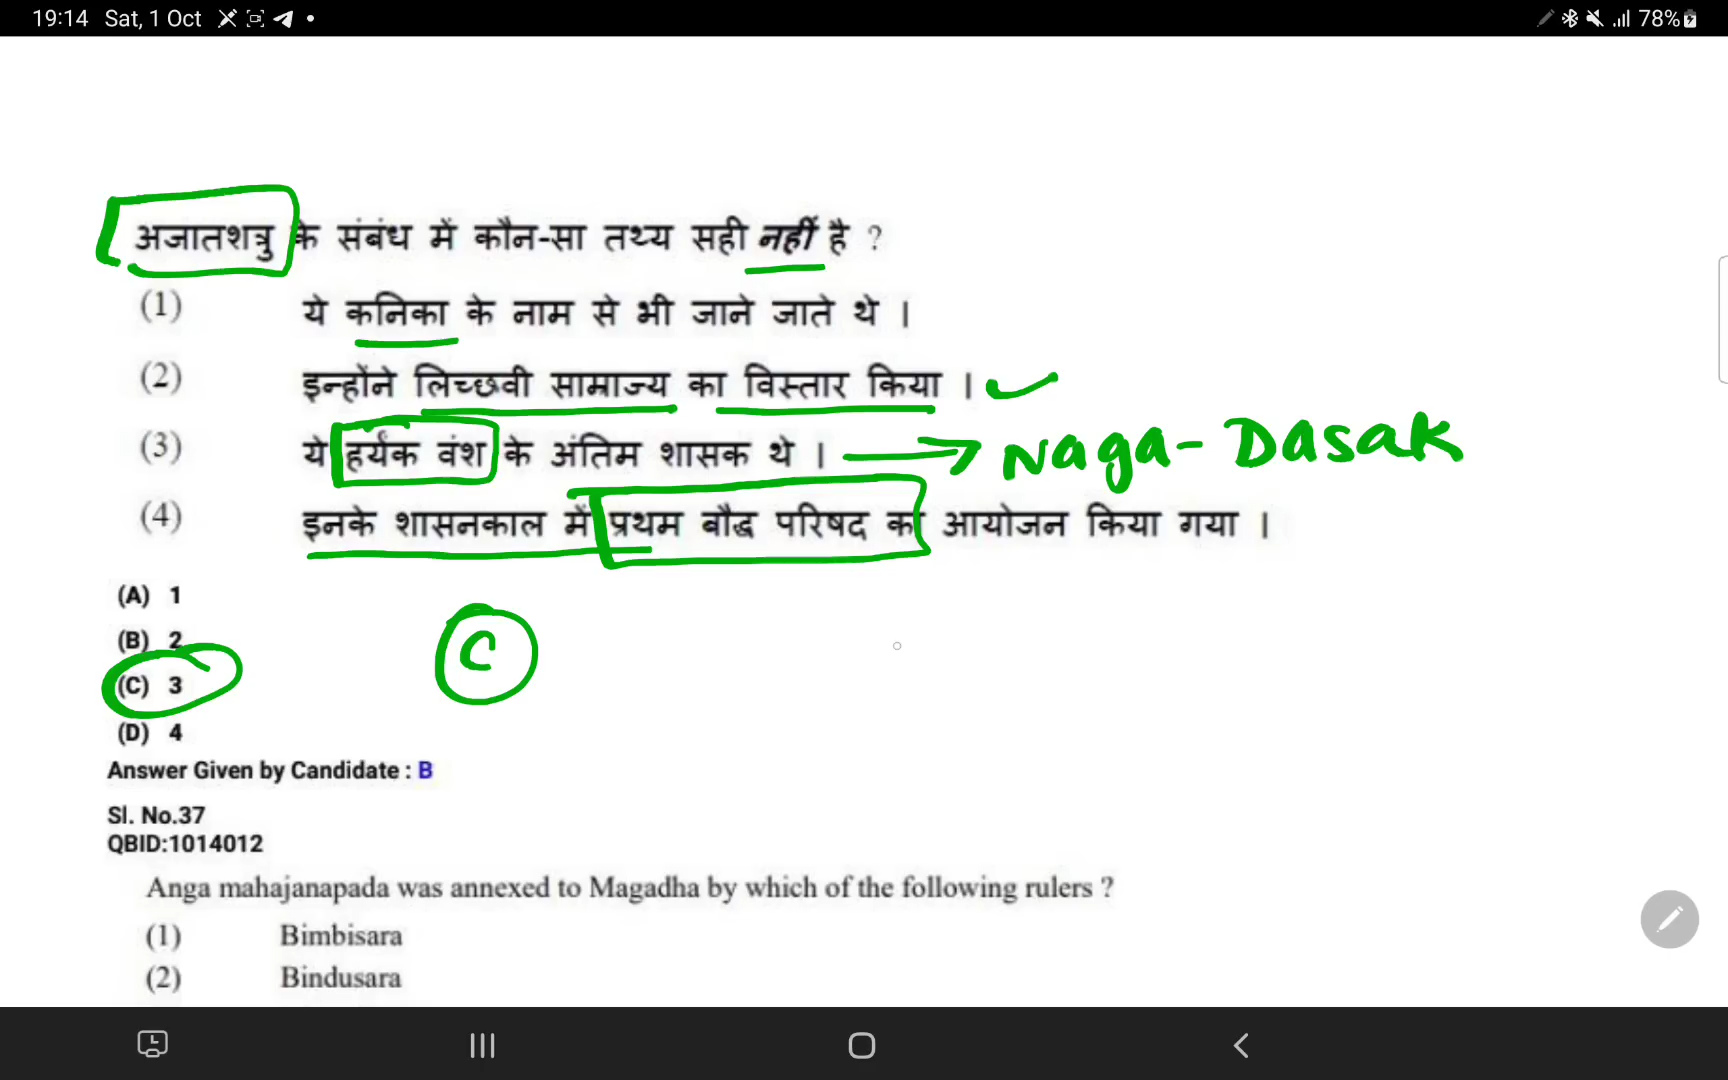 19:14 Sat, 1 Oct 78%
अजातशत्रु के संबंध में कौन-सा तथ्य सही नहीं है ?
(1) ये कनिका के नाम से भी जाने जाते थे ।
(2) इन्होंने लिच्छवी साम्राज्य का विस्तार किया ।
(3) ये हर्यक वंश के अंतिम शासक थे । → Naga-Dasak
(4) इनके शासनकाल में प्रथम बौद्ध परिषद का आयोजन किया गया ।
(A) 1
(B) 2
(C) 3
C
(D) 4
Answer Given by Candidate : B
Sl. No.37
QBID:1014012
Anga mahajanapada was annexed to Magadha by which of the following rulers ?
(1) Bimbisara
(2) Bindusara